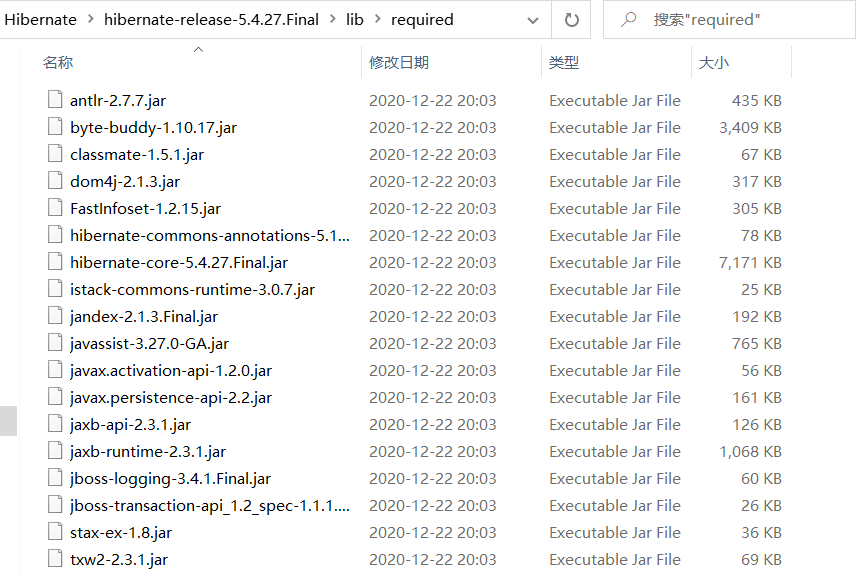 Hibernate > hibernate-release-5.4.27.Final > lib > required 搜索"required"
名称 修改日期 类型 大小
antlr-2.7.7.jar 2020-12-22 20:03 Executable Jar File 435 KB
byte-buddy-1.10.17.jar 2020-12-22 20:03 Executable Jar File 3,409 KB
classmate-1.5.1.jar 2020-12-22 20:03 Executable Jar File 67 KB
dom4j-2.1.3.jar 2020-12-22 20:03 Executable Jar File 317 KB
FastInfoset-1.2.15.jar 2020-12-22 20:03 Executable Jar File 305 KB
hibernate-commons-annotations-5.1... 2020-12-22 20:03 Executable Jar File 78 KB
hibernate-core-5.4.27.Final.jar 2020-12-22 20:03 Executable Jar File 7,171 KB
istack-commons-runtime-3.0.7.jar 2020-12-22 20:03 Executable Jar File 25 KB
jandex-2.1.3.Final.jar 2020-12-22 20:03 Executable Jar File 192 KB
javassist-3.27.0-GA.jar 2020-12-22 20:03 Executable Jar File 765 KB
javax.activation-api-1.2.0.jar 2020-12-22 20:03 Executable Jar File 56 KB
javax.persistence-api-2.2.jar 2020-12-22 20:03 Executable Jar File 161 KB
jaxb-api-2.3.1.jar 2020-12-22 20:03 Executable Jar File 126 KB
jaxb-runtime-2.3.1.jar 2020-12-22 20:03 Executable Jar File 1,068 KB
jboss-logging-3.4.1.Final.jar 2020-12-22 20:03 Executable Jar File 60 KB
jboss-transaction-api_1.2_spec-1.1.1.... 2020-12-22 20:03 Executable Jar File 26 KB
stax-ex-1.8.jar 2020-12-22 20:03 Executable Jar File 36 KB
txw2-2.3.1.jar 2020-12-22 20:03 Executable Jar File 69 KB